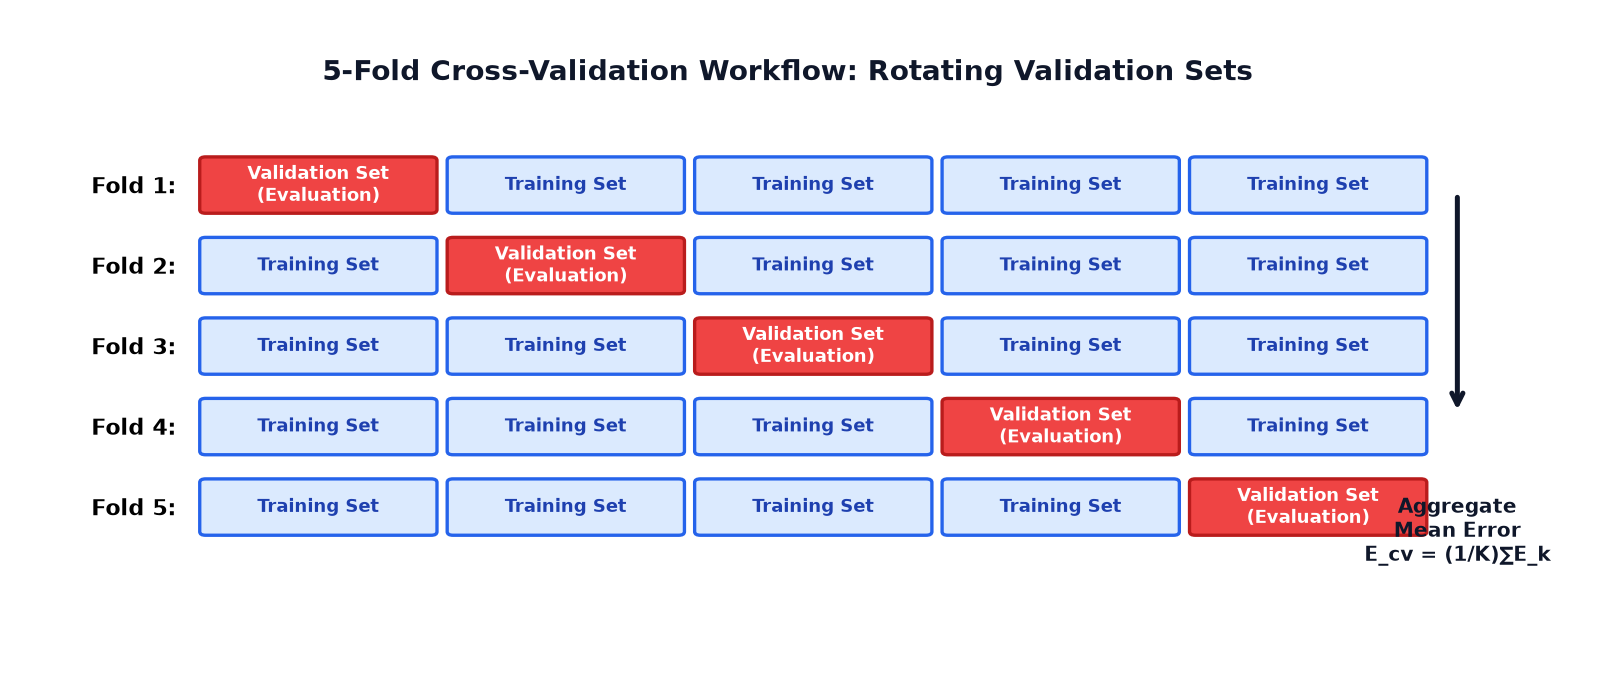 5-Fold Cross-Validation Workflow: Rotating Validation Sets
Fold 1:
Validation Set
(Evaluation)
Training Set
Training Set
Training Set
Training Set
Fold 2:
Training Set
Validation Set
(Evaluation)
Training Set
Training Set
Training Set
Fold 3:
Training Set
Training Set
Validation Set
(Evaluation)
Training Set
Training Set
Fold 4:
Training Set
Training Set
Training Set
Validation Set
(Evaluation)
Training Set
Fold 5:
Training Set
Training Set
Training Set
Training Set
Validation Set
(Evaluation)
Aggregate
Mean Error
E_cv = (1/K)∑E_k